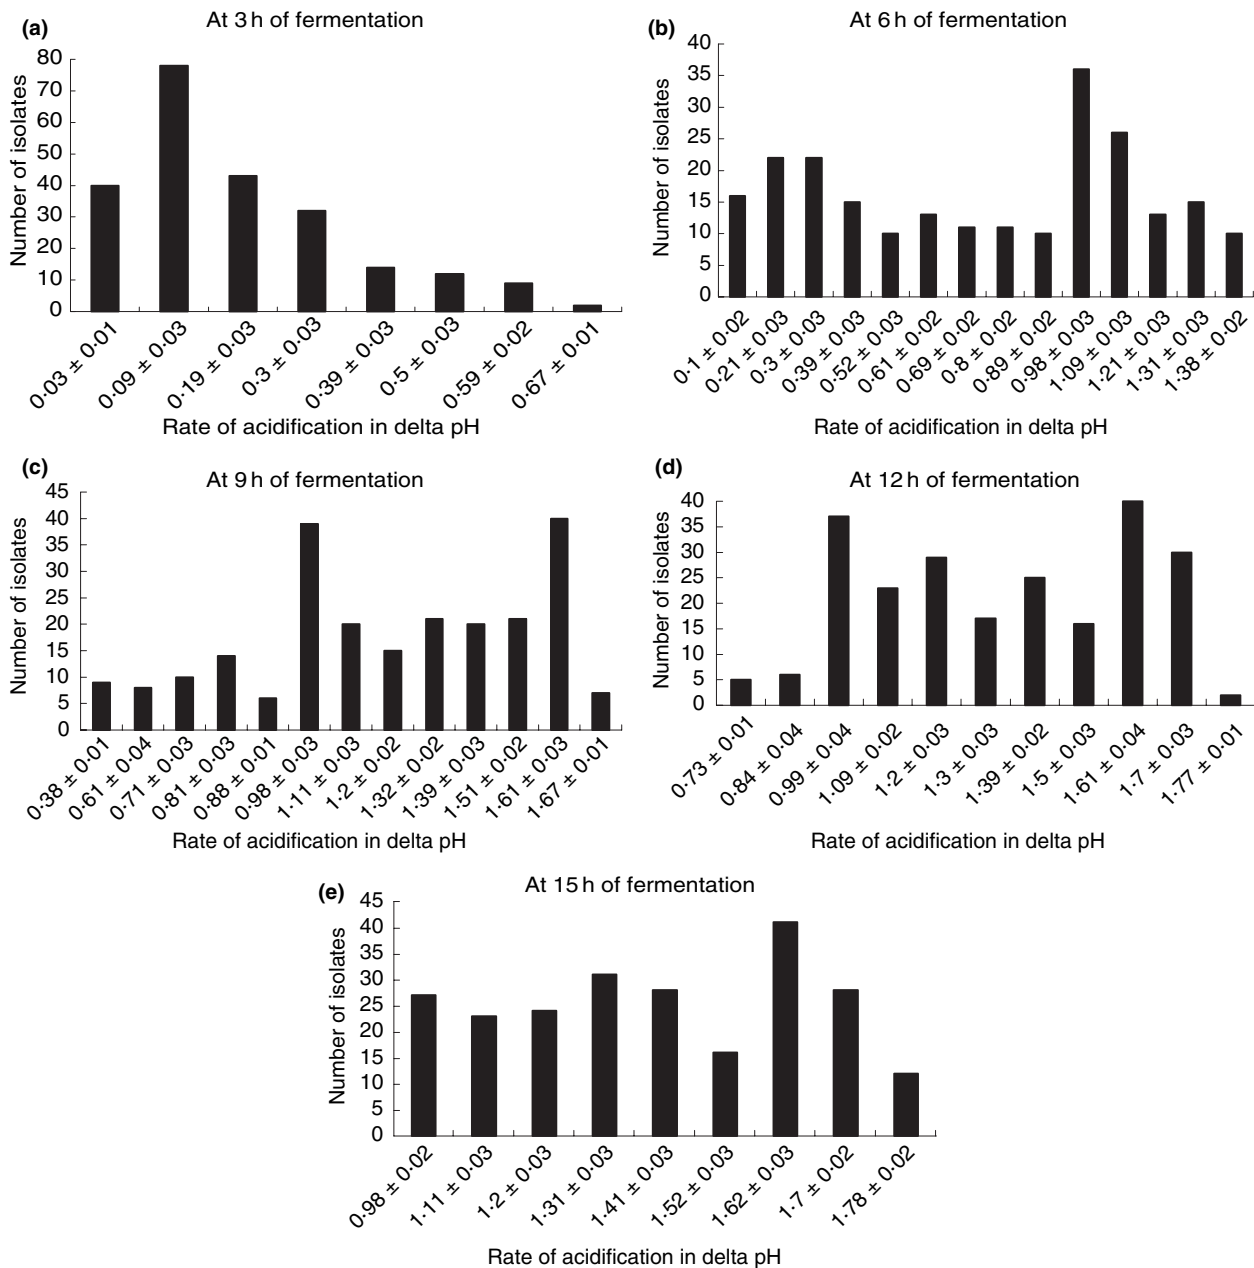 (a)
At 3 h of fermentation
Number of isolates
80
70
60
50
40
30
20
10
0
0·03 ± 0·01
0·09 ± 0·03
0·19 ± 0·03
0·3 ± 0·03
0·39 ± 0·03
0·5 ± 0·03
0·59 ± 0·02
0·67 ± 0·01
Rate of acidification in delta pH
(b)
At 6 h of fermentation
Number of isolates
40
35
30
25
20
15
10
5
0
0·1 ± 0·02
0·21 ± 0·03
0·3 ± 0·03
0·39 ± 0·03
0·52 ± 0·03
0·61 ± 0·02
0·69 ± 0·02
0·8 ± 0·02
0·89 ± 0·02
0·98 ± 0·03
1·09 ± 0·03
1·21 ± 0·03
1·31 ± 0·03
1·38 ± 0·02
Rate of acidification in delta pH
(c)
At 9 h of fermentation
Number of isolates
45
40
35
30
25
20
15
10
5
0
0·38 ± 0·01
0·61 ± 0·04
0·71 ± 0·03
0·81 ± 0·03
0·88 ± 0·01
0·98 ± 0·03
1·11 ± 0·03
1·2 ± 0·02
1·32 ± 0·02
1·39 ± 0·03
1·51 ± 0·02
1·61 ± 0·03
1·67 ± 0·01
Rate of acidification in delta pH
(d)
At 12 h of fermentation
Number of isolates
40
35
30
25
20
15
10
5
0
0·73 ± 0·01
0·84 ± 0·04
0·99 ± 0·04
1·09 ± 0·02
1·2 ± 0·03
1·3 ± 0·03
1·39 ± 0·02
1·5 ± 0·03
1·61 ± 0·04
1·7 ± 0·03
1·77 ± 0·01
Rate of acidification in delta pH
(e)
At 15 h of fermentation
Number of isolates
45
40
35
30
25
20
15
10
5
0
0·98 ± 0·02
1·11 ± 0·03
1·2 ± 0·03
1·31 ± 0·03
1·41 ± 0·03
1·52 ± 0·03
1·62 ± 0·03
1·7 ± 0·02
1·78 ± 0·02
Rate of acidification in delta pH